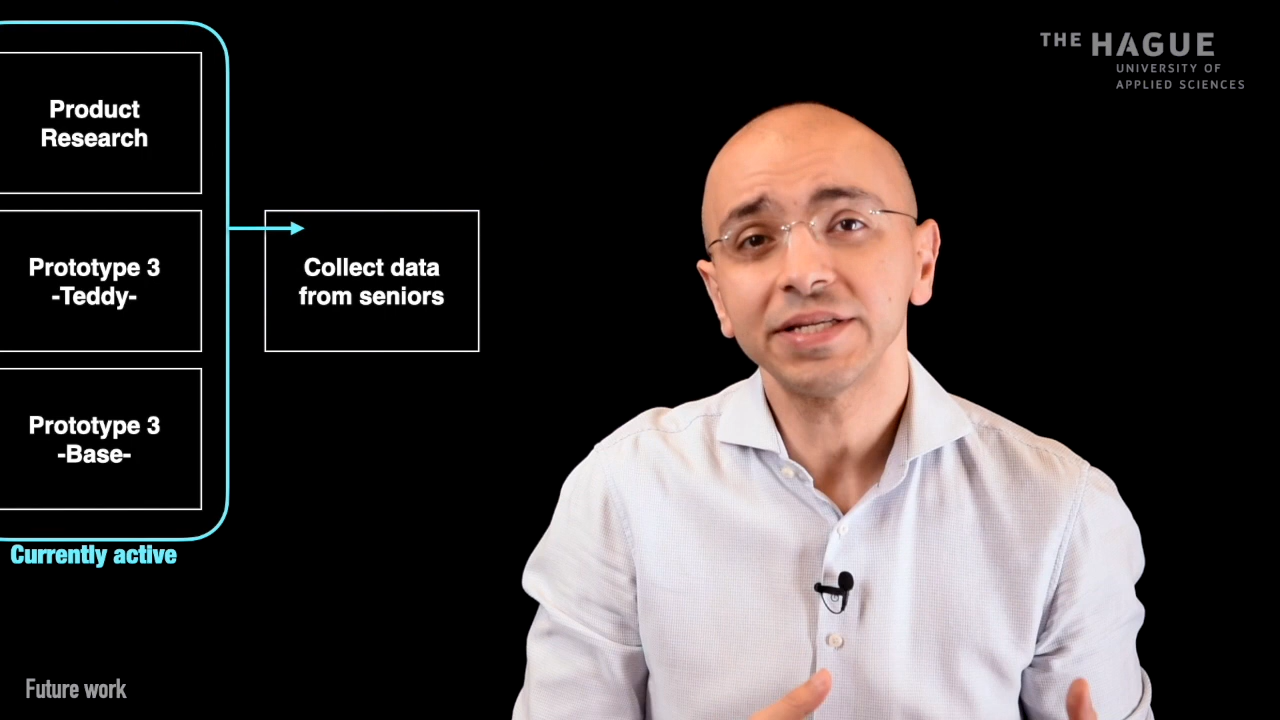 THE HAGUE
UNIVERSITY OF
APPLIED SCIENCES
Product
Research
Prototype 3
-Teddy-
Collect data
from seniors
Prototype 3
-Base-
Currently active
Future work